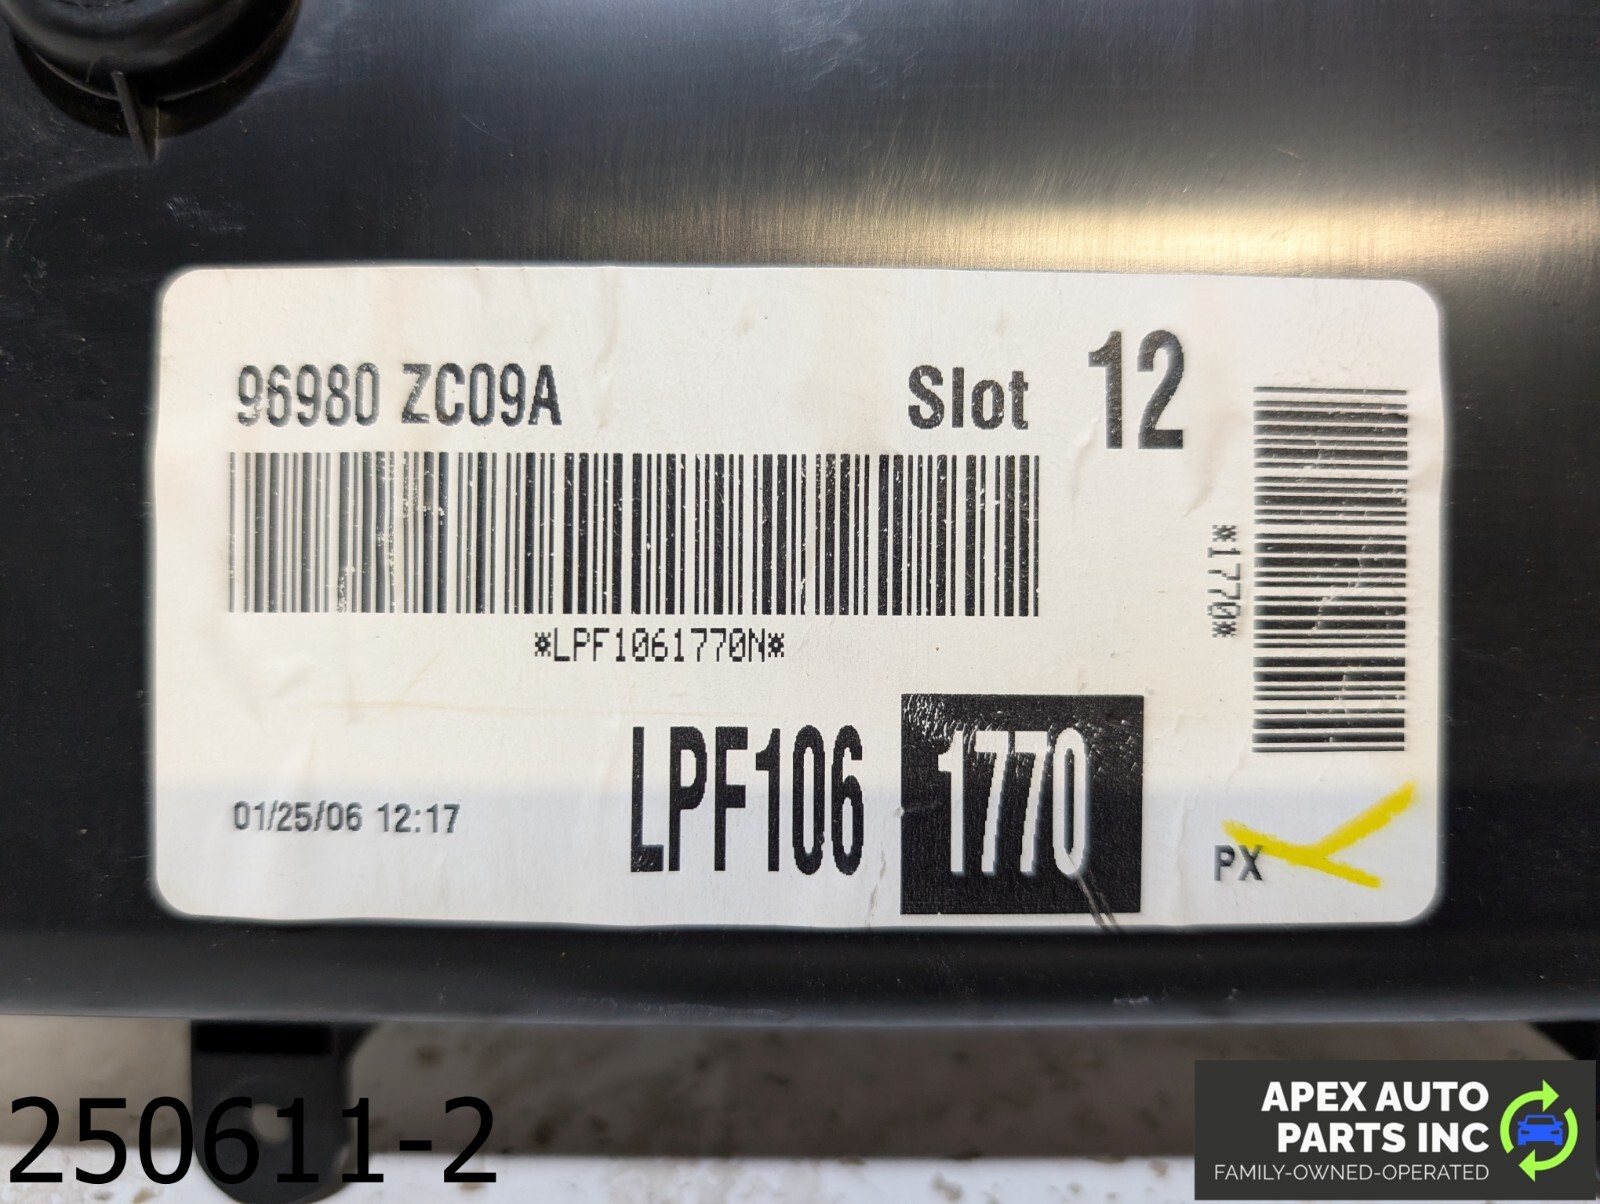 96980 ZC09A
Slot 12
*LPF1061770N*
*1770*
LPF106 1770
01/25/06 12:17
PX
250611-2
APEX AUTO
PARTS INC
FAMILY-OWNED-OPERATED